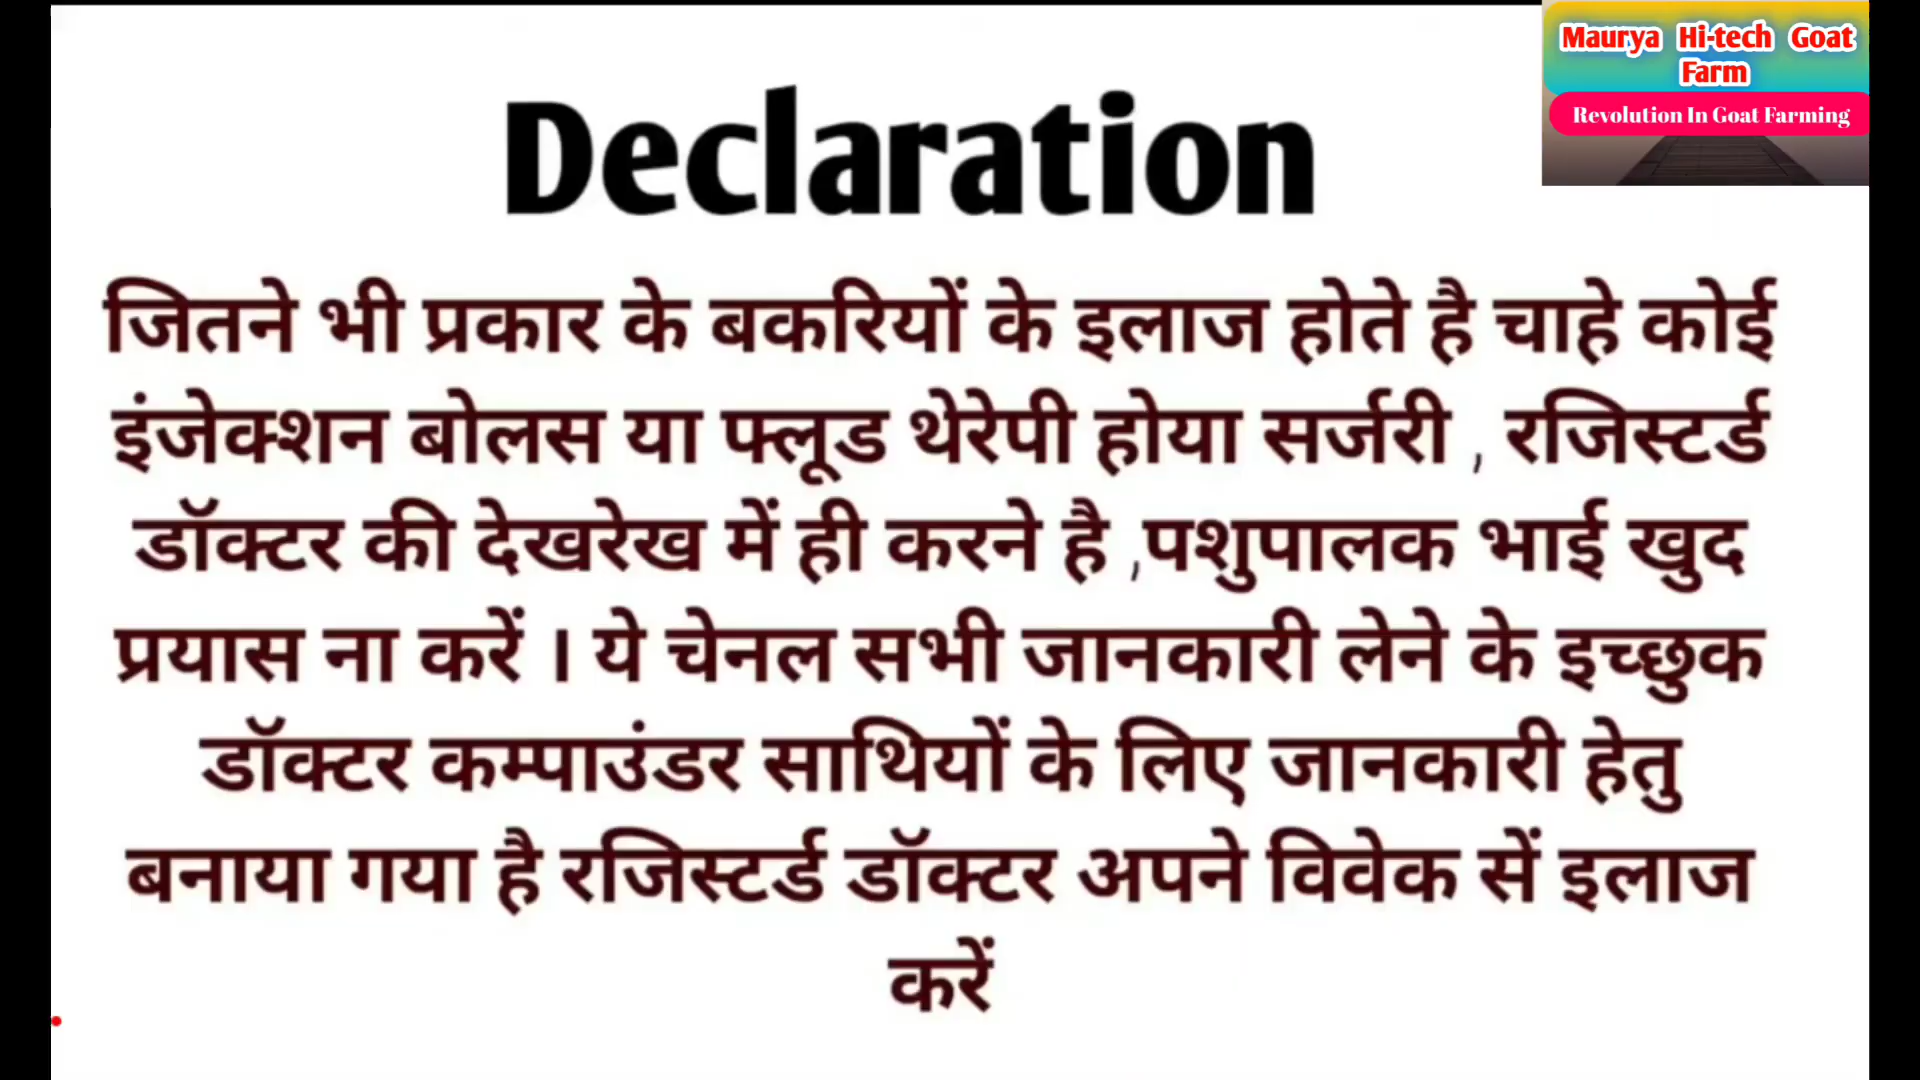 Maurya Hi-tech Goat
Farm
Revolution In Goat Farming
Declaration
जितने भी प्रकार के बकरियों के इलाज होते है चाहे कोई
इंजेक्शन बोलस या फ्लूड थेरेपी होया सर्जरी , रजिस्टर्ड
डॉक्टर की देखरेख में ही करने है ,पशुपालक भाई खुद
प्रयास ना करें । ये चेनल सभी जानकारी लेने के इच्छुक
डॉक्टर कम्पाउंडर साथियों के लिए जानकारी हेतु
बनाया गया है रजिस्टर्ड डॉक्टर अपने विवेक सें इलाज
करें